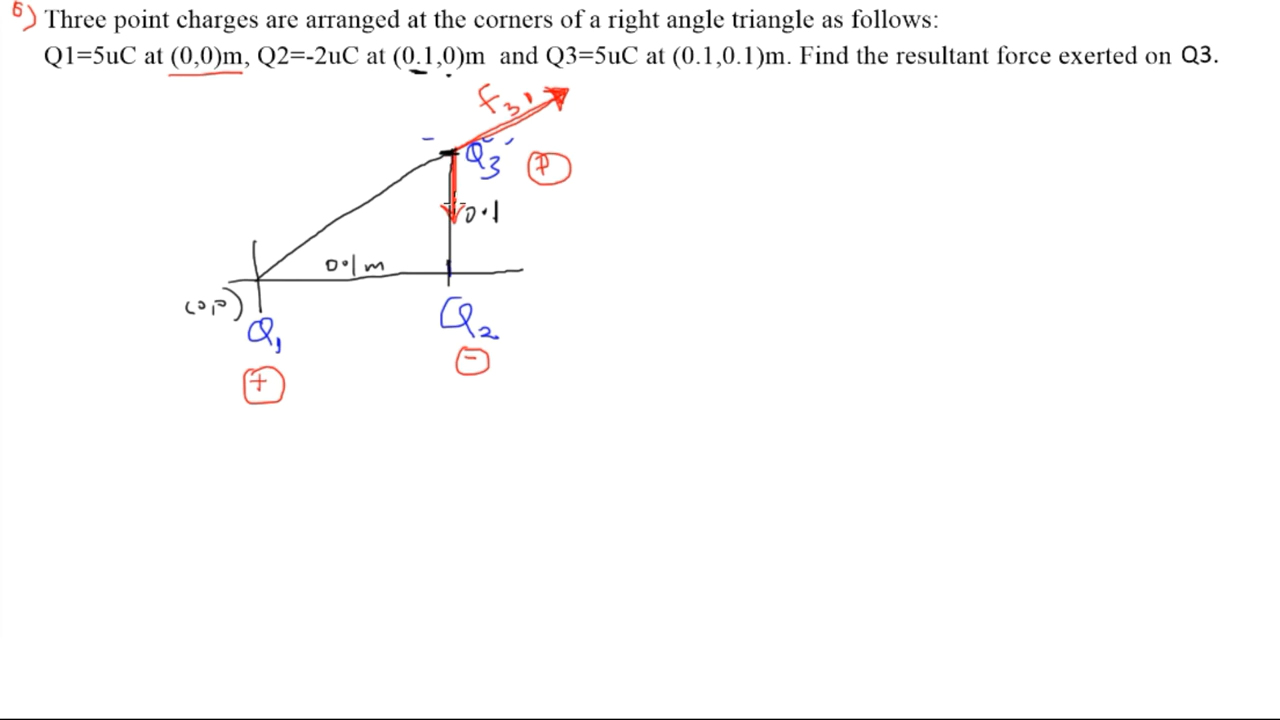 6) Three point charges are arranged at the corners of a right angle triangle as follows:
Q1=5uC at (0,0)m, Q2=-2uC at (0.1,0)m and Q3=5uC at (0.1,0.1)m. Find the resultant force exerted on Q3.
F31
Q3 +
0.1
0.1m
(0,0)
Q1
Q2
-
+